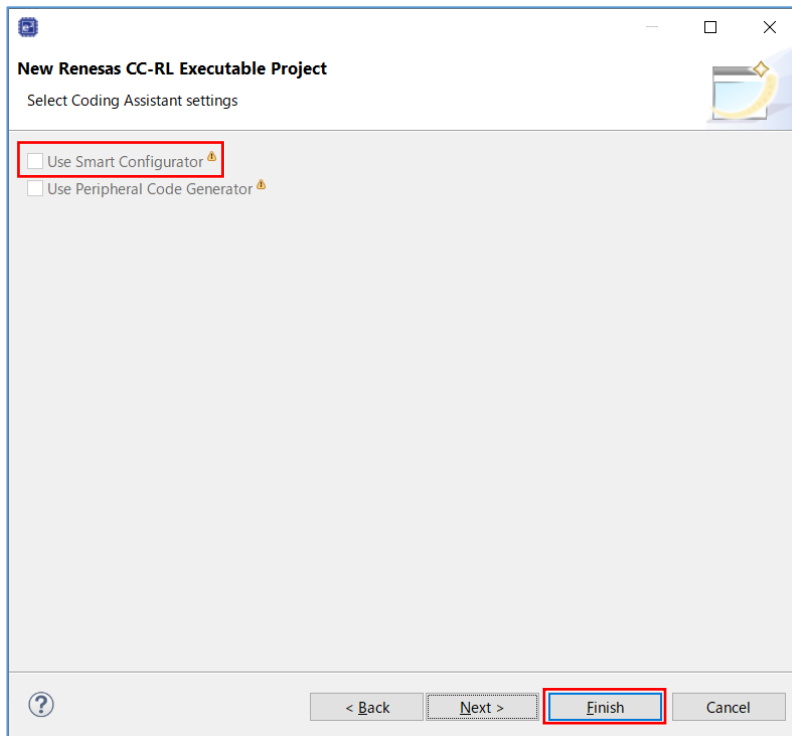 New Renesas CC-RL Executable Project
Select Coding Assistant settings
Use Smart Configurator
Use Peripheral Code Generator
?
< Back Next > Finish Cancel